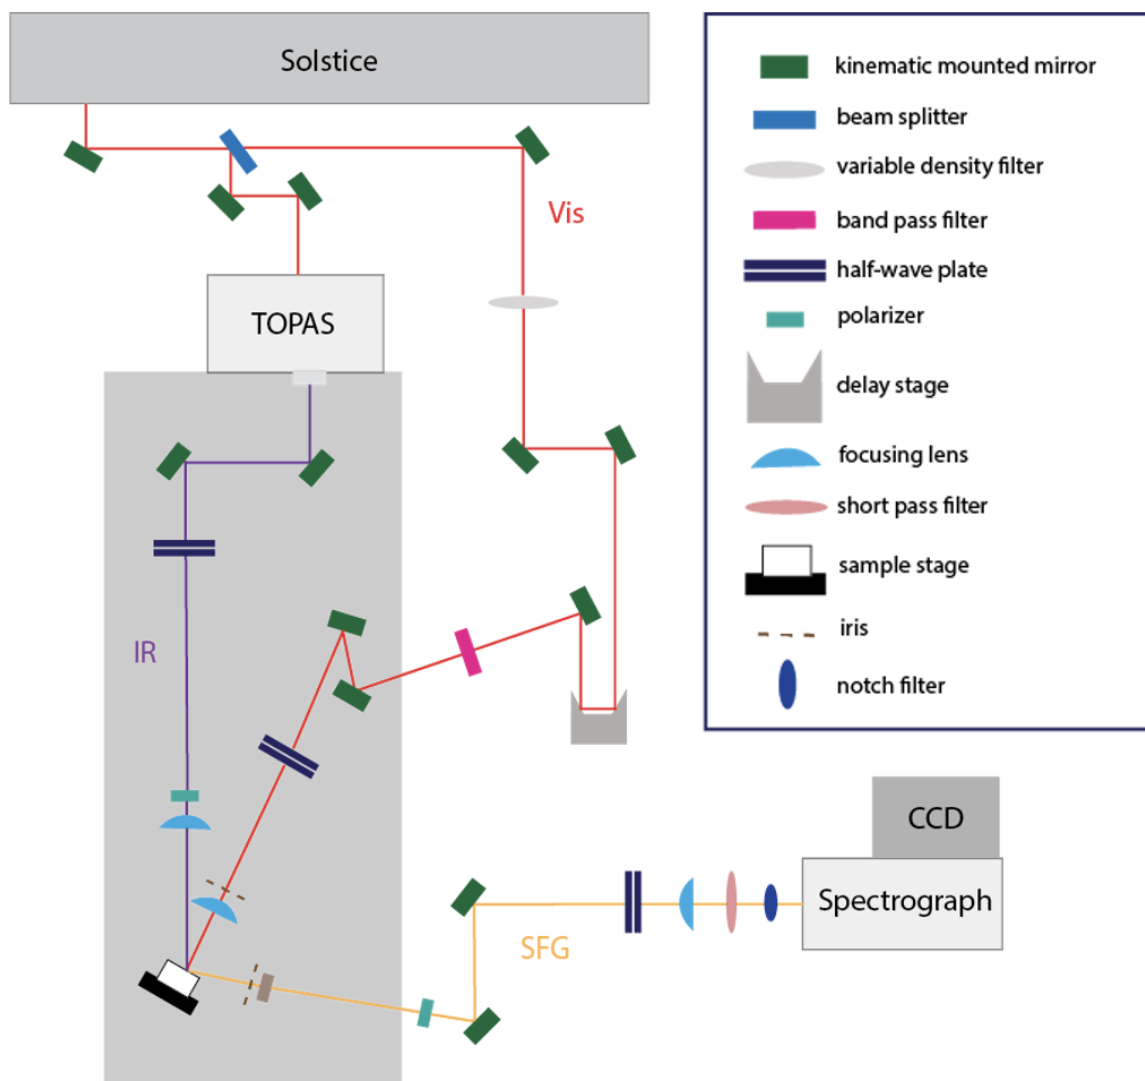 Solstice
Vis
TOPAS
IR
SFG
CCD
Spectrograph
kinematic mounted mirror
beam splitter
variable density filter
band pass filter
half-wave plate
polarizer
delay stage
focusing lens
short pass filter
sample stage
iris
notch filter